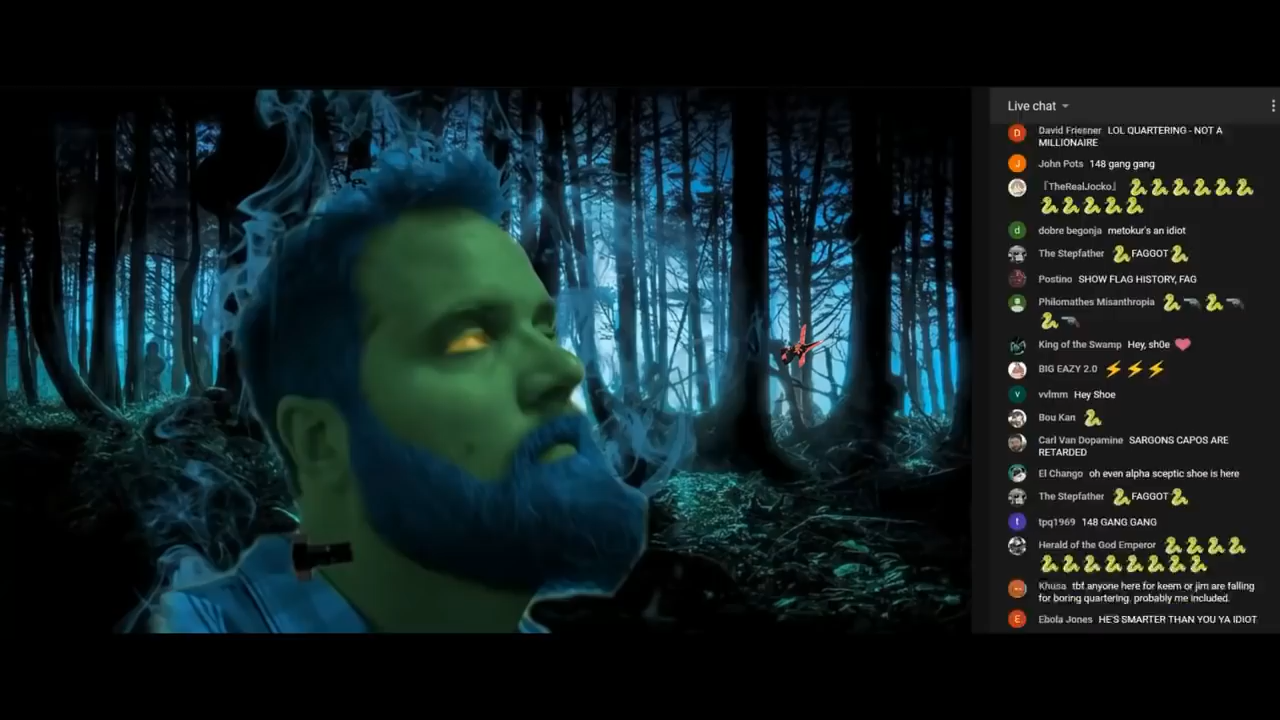 Live chat
David Friesner LOL QUARTERING - NOT A
MILLIONAIRE
John Pots 148 gang gang
『TheRealJocko』 🐍🐍🐍🐍🐍🐍
🐍🐍🐍🐍🐍
dobre begonja metokur's an idiot
The Stepfather 🐍FAGGOT🐍
Postino SHOW FLAG HISTORY, FAG
Philomathes Misanthropia 🐍🔫🐍🔫
🐍🔫
King of the Swamp Hey, sh0e ❤
BIG EAZY 2.0 ⚡⚡⚡
vvlmm Hey Shoe
Bou Kan 🐍
Carl Van Dopamine SARGONS CAPOS ARE
RETARDED
El Chango oh even alpha sceptic shoe is here
The Stepfather 🐍FAGGOT🐍
tpq1969 148 GANG GANG
Herald of the God Emperor 🐍🐍🐍🐍
🐍🐍🐍🐍🐍🐍🐍🐍
Khusa tbf anyone here for keem or jim are falling
for boring quartering, probably me included.
Ebola Jones HE'S SMARTER THAN YOU YA IDIOT